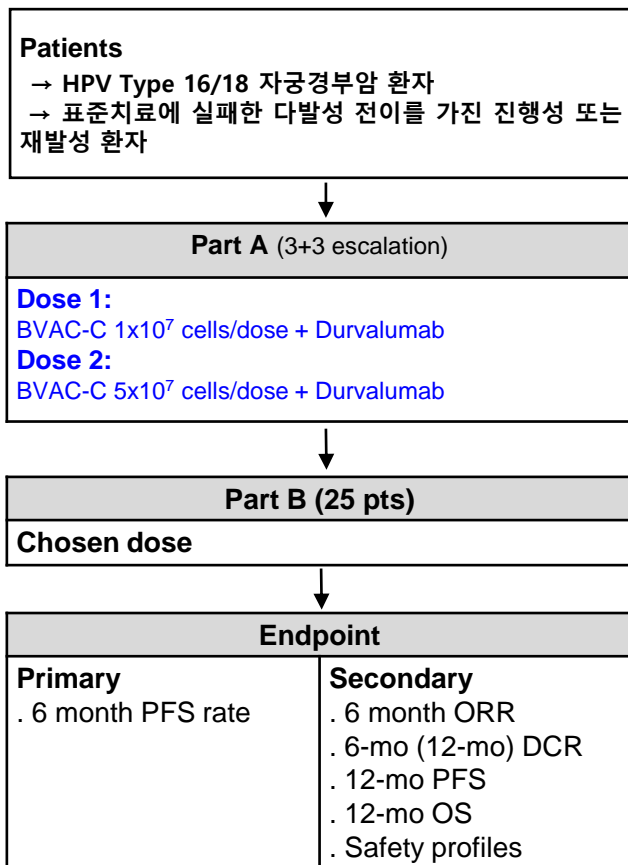 Patients
→ HPV Type 16/18 자궁경부암 환자
→ 표준치료에 실패한 다발성 전이를 가진 진행성 또는
재발성 환자
Part A (3+3 escalation)
Dose 1:
BVAC-C 1x10⁷ cells/dose + Durvalumab
Dose 2:
BVAC-C 5x10⁷ cells/dose + Durvalumab
Part B (25 pts)
Chosen dose
Endpoint
Primary
. 6 month PFS rate
Secondary
. 6 month ORR
. 6-mo (12-mo) DCR
. 12-mo PFS
. 12-mo OS
. Safety profiles